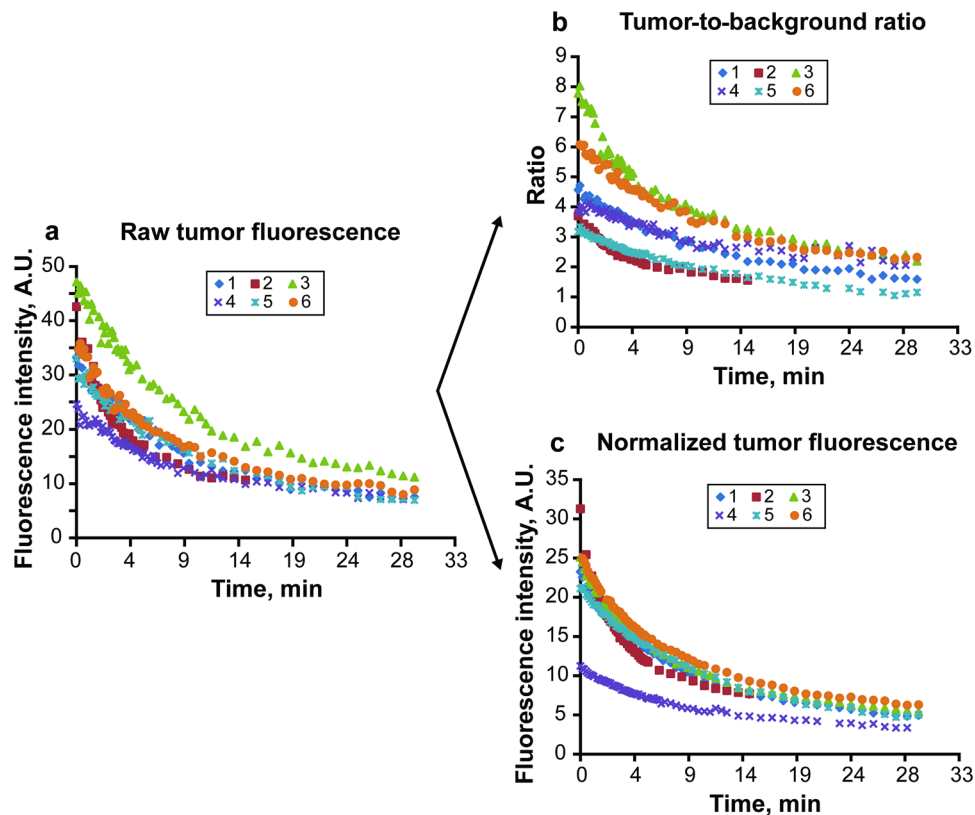 a Raw tumor fluorescence
Fluorescence intensity, A.U.
50
40
30
20
10
0
1 2 3
4 5 6
0 4 9 14 19 24 29 33
Time, min
b Tumor-to-background ratio
Ratio
9
8
7
6
5
4
3
2
1
0
1 2 3
4 5 6
0 4 9 14 19 24 28 33
Time, min
c Normalized tumor fluorescence
Fluorescence intensity, A.U.
35
30
25
20
15
10
5
0
1 2 3
4 5 6
0 4 9 14 19 24 28 33
Time, min